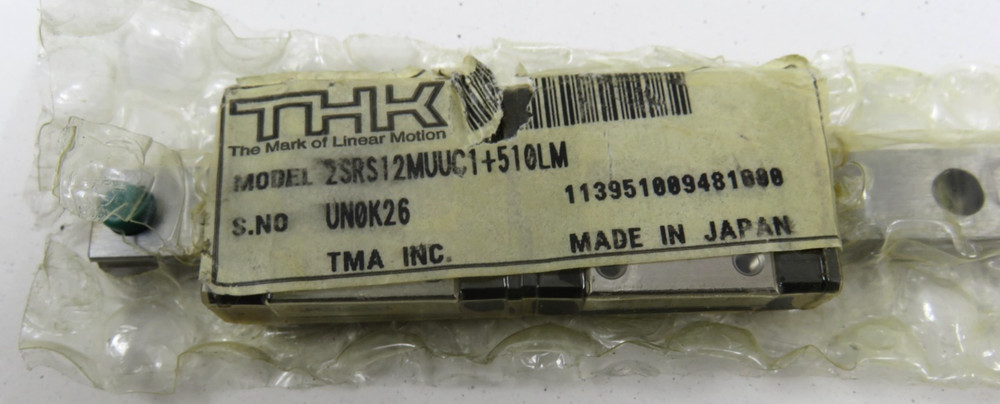 THK
The Mark of Linear Motion
MODEL 2SRS12MUUC1+510LM
113951009481000
S.NO UN0K26
TMA INC. MADE IN JAPAN